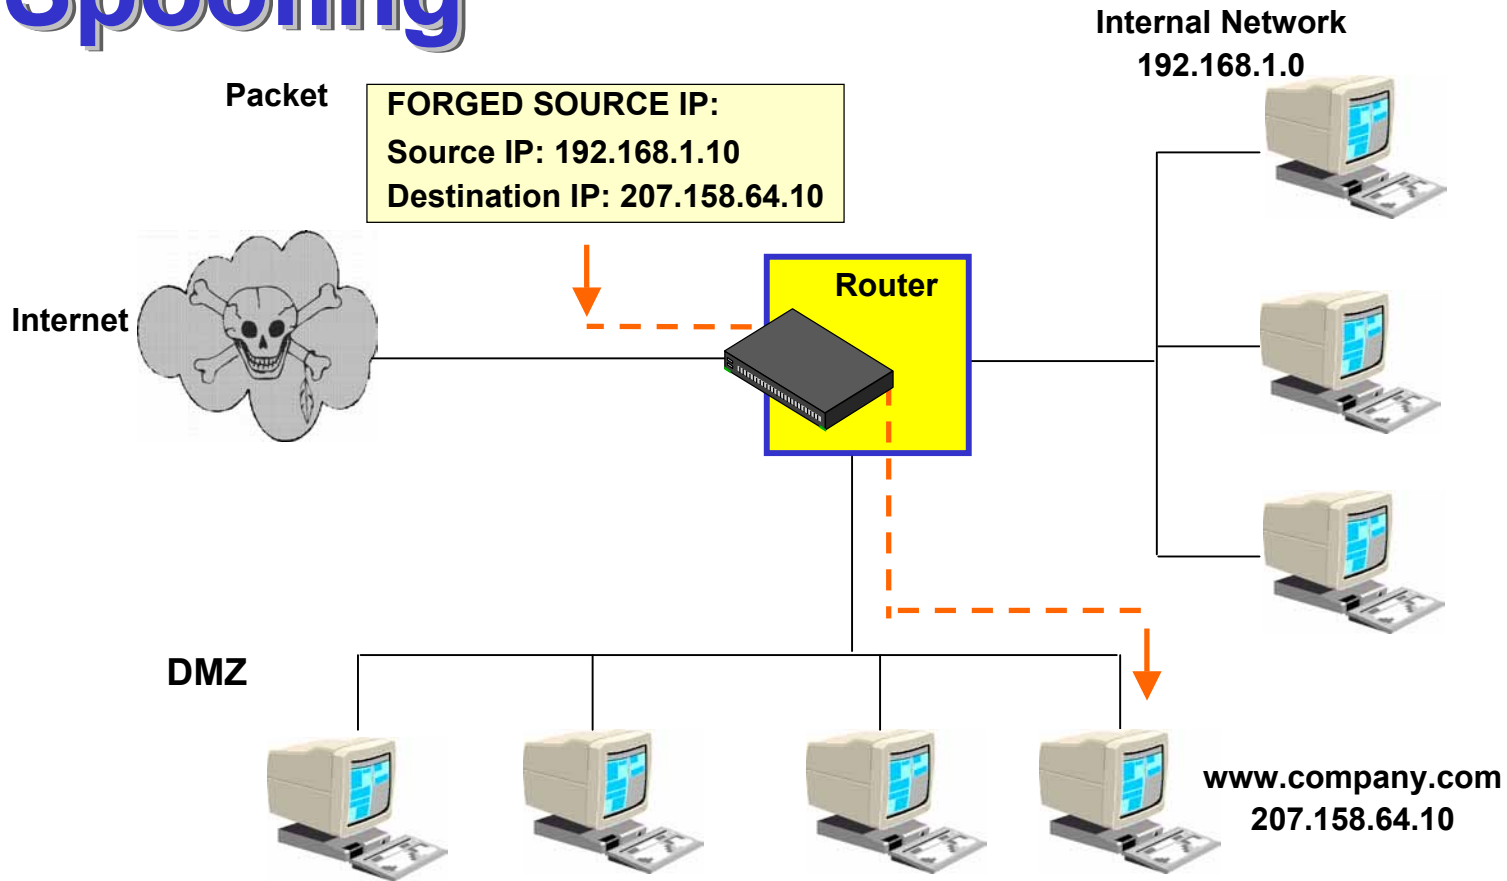 Spoofing
Internal Network
192.168.1.0
Packet
FORGED SOURCE IP:
Source IP: 192.168.1.10
Destination IP: 207.158.64.10
Router
Internet
DMZ
www.company.com
207.158.64.10